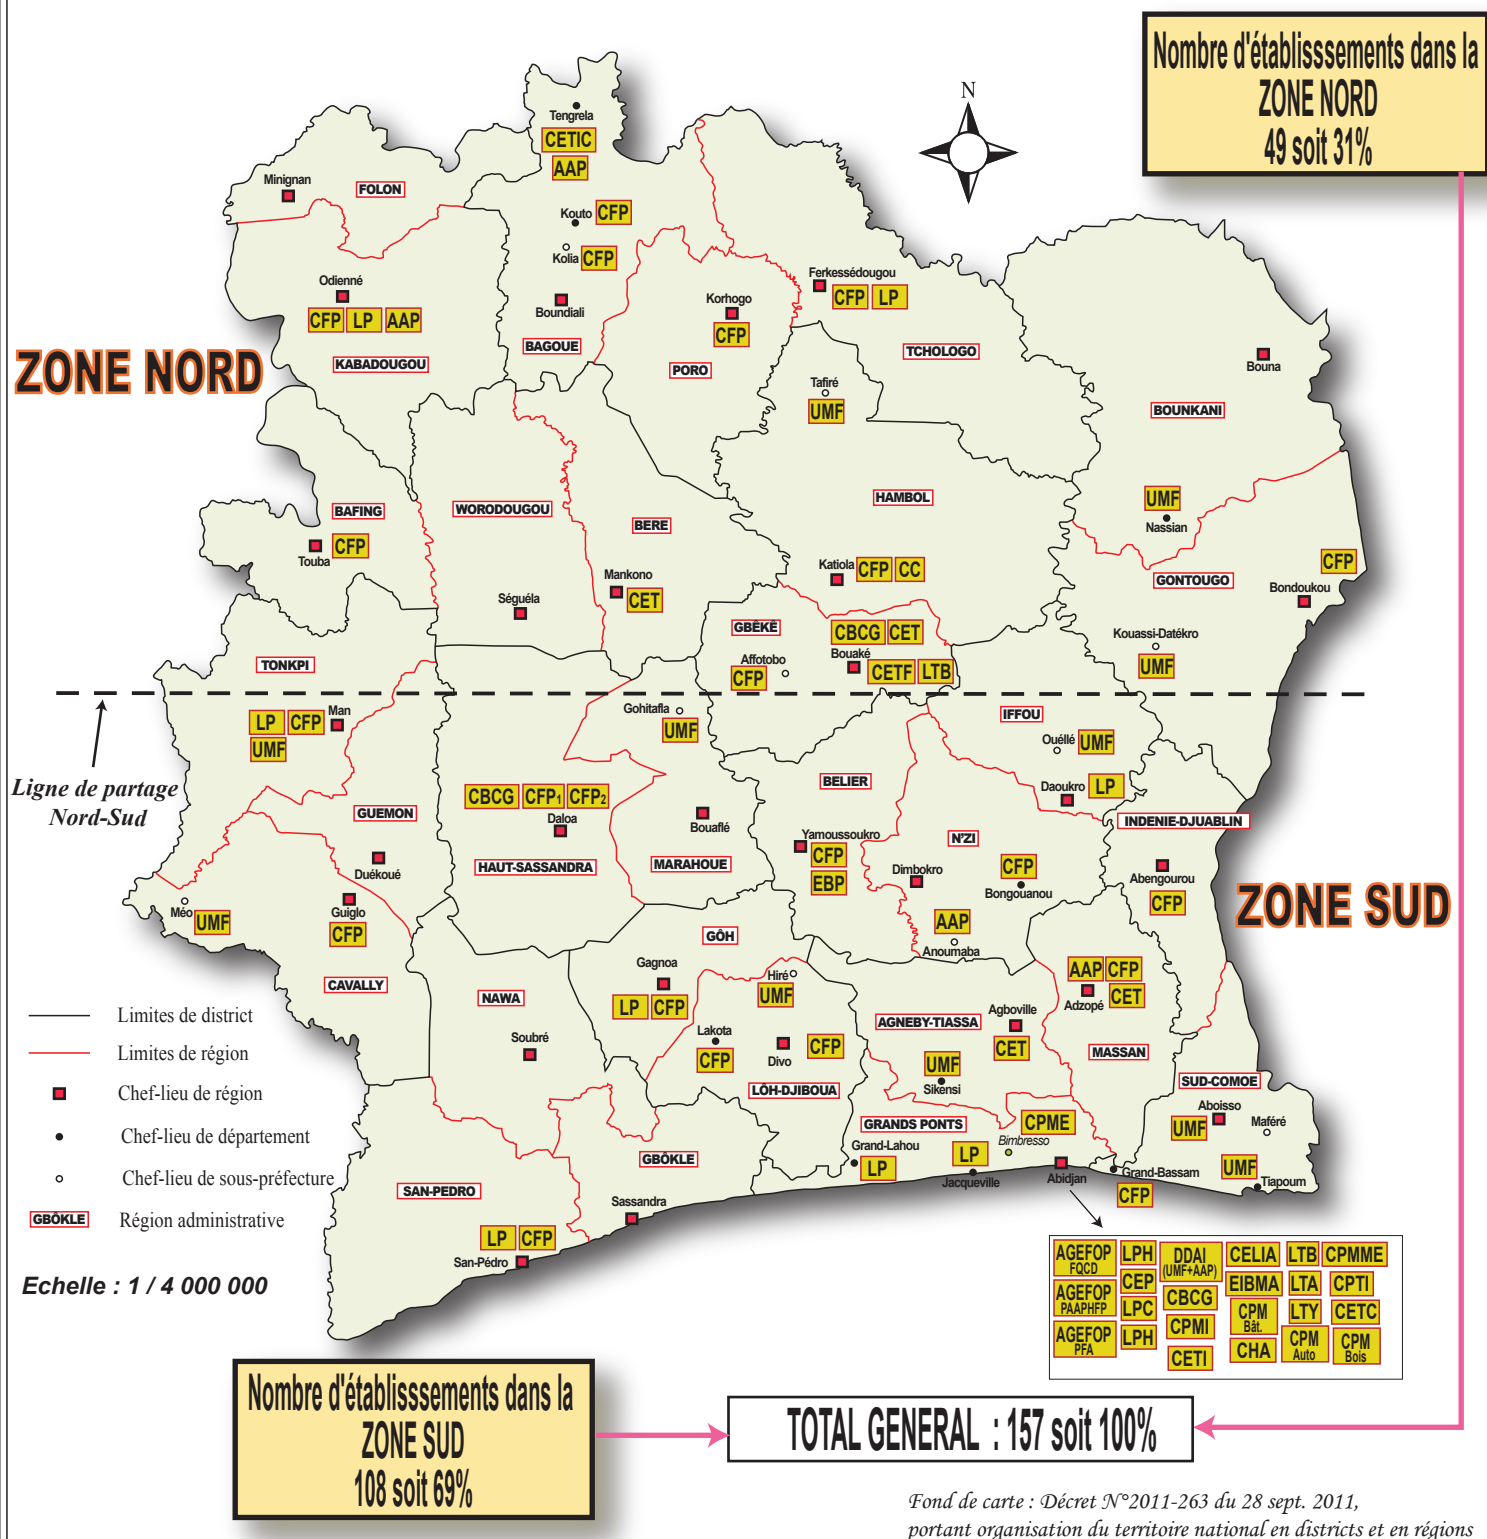 Nombre d'établisssements dans la
ZONE NORD
49 soit 31%
N
Tengrela
CETIC
AAP
Minignan
FOLON
Kouto
CFP
Kolia
CFP
Odienné
CFP LP AAP
KABADOUGOU
Boundiali
BAGOUE
Korhogo
CFP
PORO
Ferkessédougou
CFP LP
TCHOLOGO
Bouna
BOUNKANI
ZONE NORD
Tafiré
UMF
HAMBOL
UMF
Nassian
BAFING
Touba
CFP
WORODOUGOU
Séguéla
BERE
Mankono
CET
Katiola
CFP CC
GONTOUGO
CFP
Bondoukou
Kouassi-Datékro
UMF
GBÊKÊ
Affotobo
CFP
CBCG CET
Bouaké
CETF LTB
TONKPI
LP CFP
Man
UMF
Ligne de partage
Nord-Sud
Gohitafla
UMF
IFFOU
Ouéllé
UMF
BELIER
Daoukro
LP
CBCG CFP1 CFP2
Daloa
HAUT-SASSANDRA
Bouaflé
MARAHOUE
GUEMON
Duékoué
Yamoussoukro
CFP
EBP
N'ZI
Dimbokro
CFP
Bongouanou
INDENIE-DJUABLIN
Abengourou
CFP
ZONE SUD
Méo
UMF
Guiglo
CFP
CAVALLY
AAP
Anoumaba
GÔH
Gagnoa
LP CFP
Hiré
UMF
NAWA
Soubré
Lakota
CFP
Divo
CFP
LÔH-DJIBOUA
AGNEBY-TIASSA
Agboville
CET
UMF
Sikensi
AAP CFP
Adzopé
CET
MASSAN
SUD-COMOE
Aboisso
UMF
Maféré
UMF
Tiapoum
GRANDS PONTS
CPME
Bimbresso
Grand-Lahou
LP
LP
Jacqueville
Abidjan
Grand-Bassam
CFP
GBÔKLE
Sassandra
SAN-PEDRO
LP CFP
San-Pédro
Limites de district
Limites de région
Chef-lieu de région
Chef-lieu de département
Chef-lieu de sous-préfecture
GBÔKLE
Région administrative
Echelle : 1 / 4 000 000
AGEFOP
FQCD
AGEFOP
PAAPHFP
AGEFOP
PFA
LPH
CEP
LPC
LPH
DDAI
(UMF+AAP)
CBCG
CPMI
CETI
CELIA
EIBMA
CPM
Bât.
CHA
LTB
LTA
LTY
CPM
Auto
CPMME
CPTI
CETC
CPM
Bois
Nombre d'établisssements dans la
ZONE SUD
108 soit 69%
TOTAL GENERAL : 157 soit 100%
Fond de carte : Décret N°2011-263 du 28 sept. 2011,
portant organisation du territoire national en districts et en régions